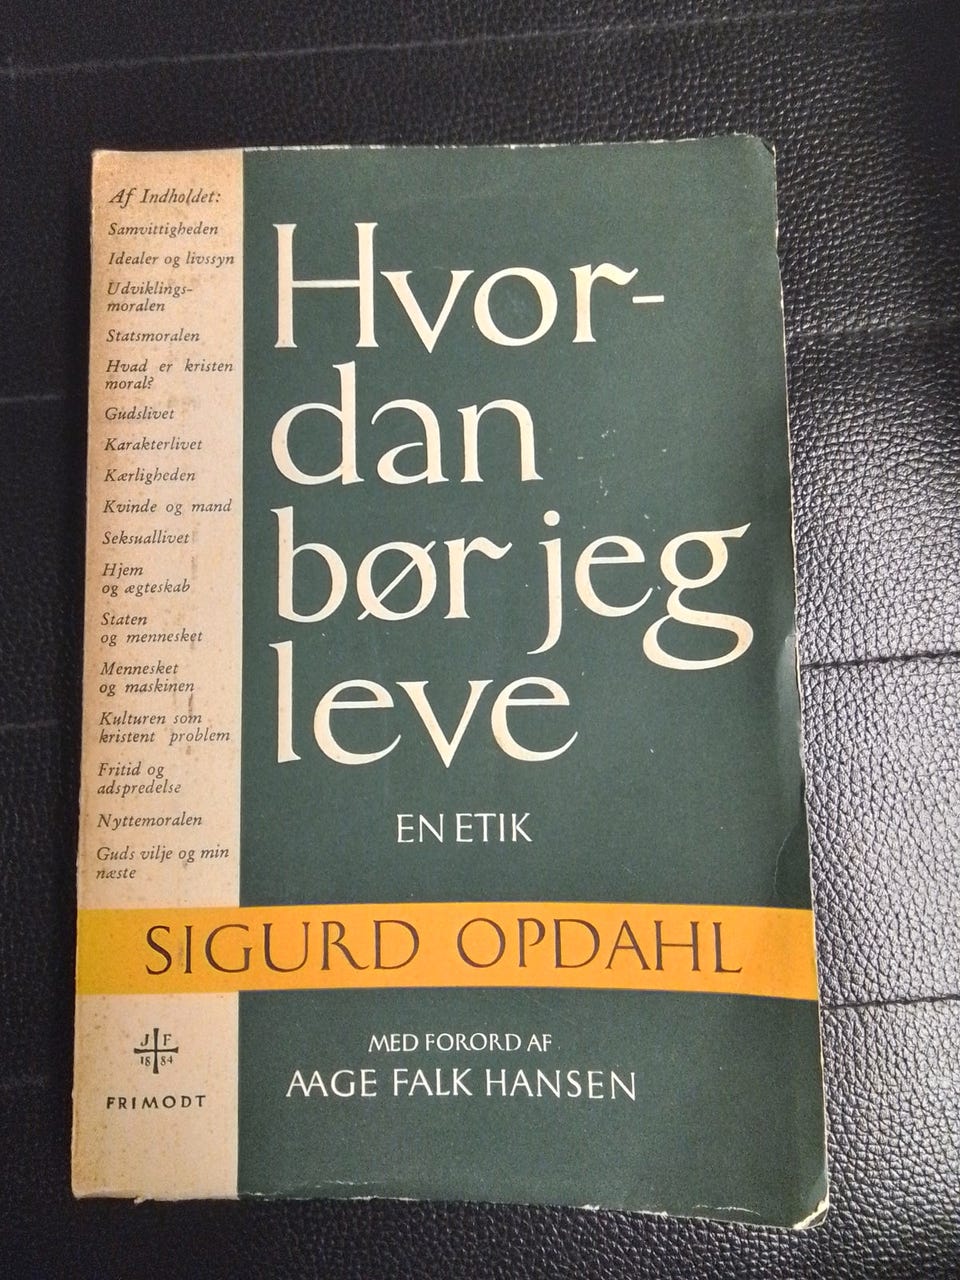 Af Indholdet:
Samvittigheden
Idealer og livssyn
Udviklings-
moralen
Statsmoralen
Hvad er kristen
moral?
Gudslivet
Karakterlivet
Kærligheden
Kvinde og mand
Seksuallivet
Hjem
og ægteskab
Staten
og mennesket
Mennesket
og maskinen
Kulturen som
kristent problem
Fritid og
adspredelse
Nyttemoralen
Guds vilje og min
næste
Hvor-
dan
bør jeg
leve
EN ETIK
SIGURD OPDAHL
MED FORORD AF
AAGE FALK HANSEN
J F
18 84
FRIMODT